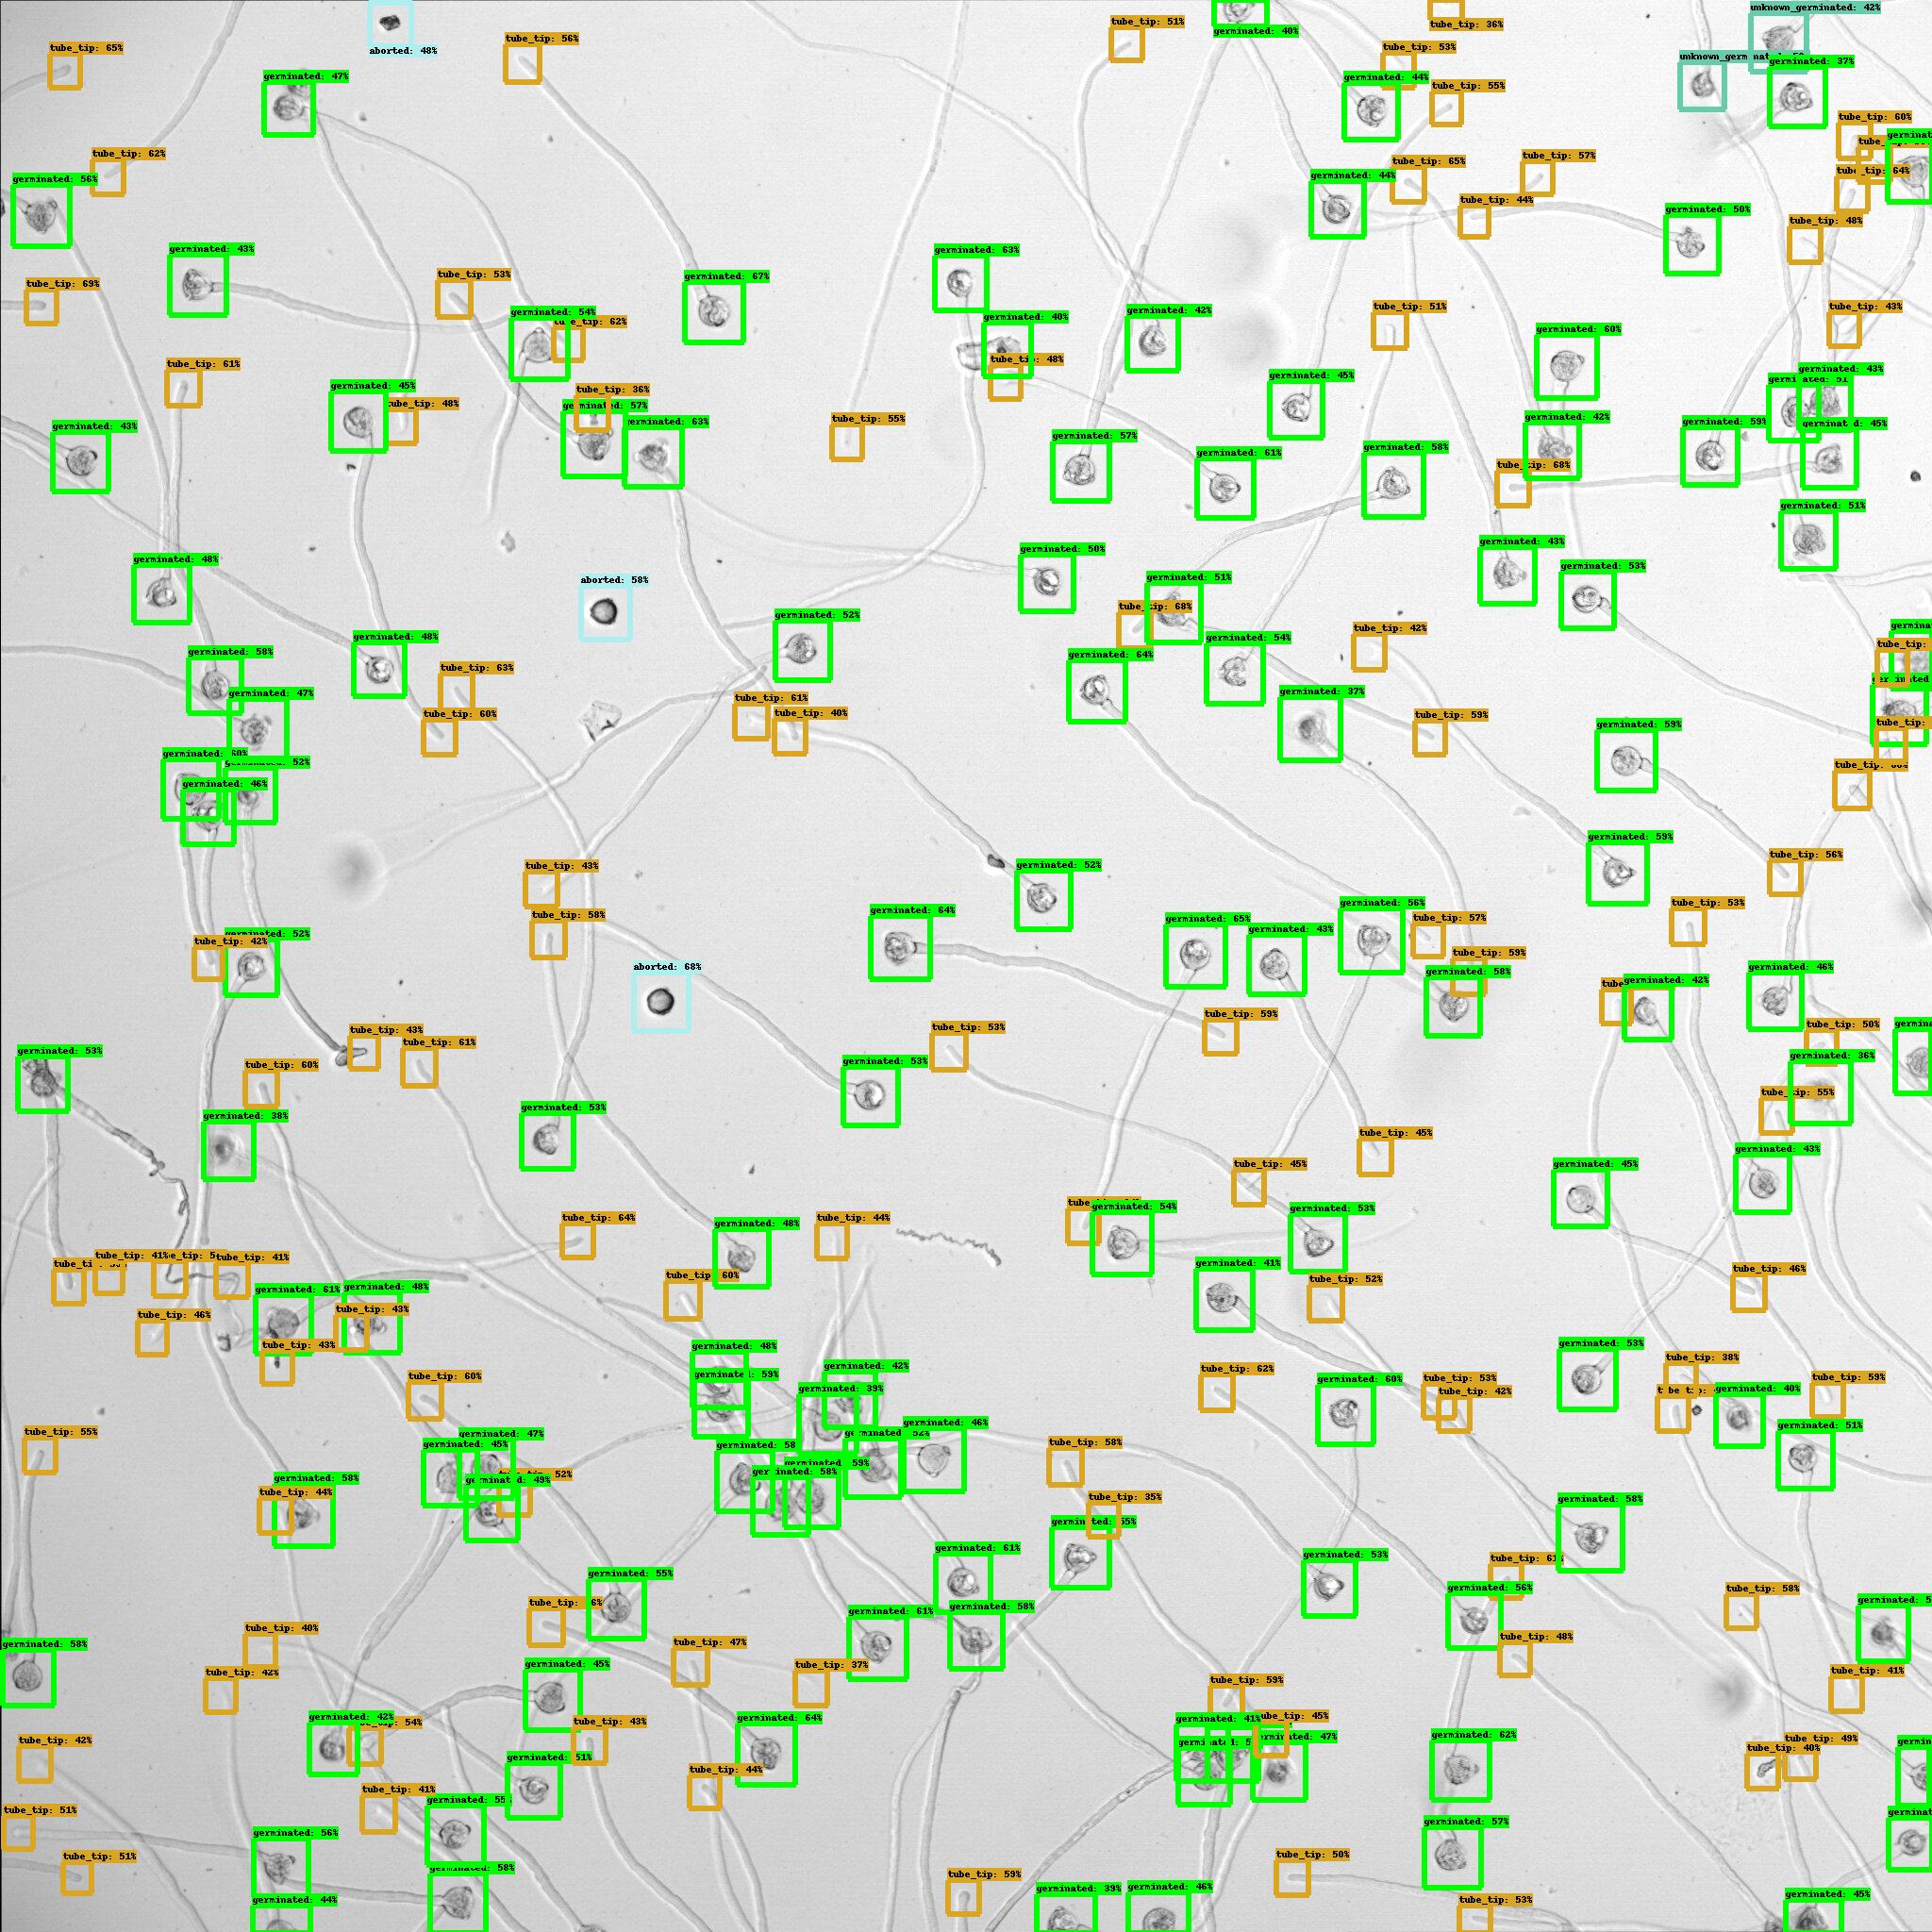 unknown_germinated: 42%
tube_tip: 51%
tube_tip: 36%
germinated: 40%
tube_tip: 56%
tube_tip: 65%
aborted: 48%
tube_tip: 53%
germinated: 37%
germinated: 47%
germinated: 44%
tube_tip: 55%
tube_tip: 60%
tube_tip: 62%
tube_tip: 65%
tube_tip: 57%
germinated: 56%
germinated: 44%
tube_tip: 44%
germinated: 50%
tube_tip: 48%
germinated: 43%
germinated: 63%
tube_tip: 69%
tube_tip: 53%
germinated: 67%
germinated: 54%
germinated: 40%
germinated: 42%
tube_tip: 51%
tube_tip: 43%
germinated: 60%
tube_tip: 61%
tube_tip: 48%
germinated: 45%
germinated: 43%
germinated: 45%
tube_tip: 48%
tube_tip: 36%
germinated: 57%
germinated: 63%
tube_tip: 55%
germinated: 42%
germinated: 59%
germinated: 43%
germinated: 57%
germinated: 61%
germinated: 58%
tube_tip: 68%
germinated: 51%
germinated: 48%
germinated: 50%
germinated: 43%
germinated: 53%
aborted: 58%
germinated: 51%
tube_tip: 68%
germinated: 52%
germinated: 48%
germinated: 54%
tube_tip: 42%
germinated: 58%
tube_tip: 63%
germinated: 64%
germinated: 47%
tube_tip: 60%
tube_tip: 61%
tube_tip: 40%
germinated: 37%
tube_tip: 59%
germinated: 59%
germinated: 46%
tube_tip: 43%
germinated: 52%
germinated: 59%
tube_tip: 56%
tube_tip: 58%
germinated: 64%
germinated: 65%
germinated: 43%
germinated: 56%
tube_tip: 57%
tube_tip: 53%
tube_tip: 42%
aborted: 68%
tube_tip: 59%
germinated: 58%
germinated: 42%
germinated: 46%
tube_tip: 43%
tube_tip: 61%
tube_tip: 53%
tube_tip: 59%
tube_tip: 50%
germinated: 53%
tube_tip: 60%
germinated: 53%
germinated: 36%
tube_tip: 55%
germinated: 38%
germinated: 53%
tube_tip: 45%
tube_tip: 45%
germinated: 45%
germinated: 43%
tube_tip: 64%
germinated: 48%
tube_tip: 44%
germinated: 54%
germinated: 53%
tube_tip: 41%
tube_tip: 41%
tube_tip: 60%
germinated: 41%
tube_tip: 52%
tube_tip: 46%
germinated: 61%
germinated: 48%
tube_tip: 46%
tube_tip: 43%
tube_tip: 43%
germinated: 48%
germinated: 42%
germinated: 53%
tube_tip: 38%
tube_tip: 60%
germinated: 39%
tube_tip: 62%
germinated: 60%
tube_tip: 53%
tube_tip: 42%
germinated: 40%
tube_tip: 59%
tube_tip: 55%
germinated: 45%
germinated: 47%
germinated: 46%
tube_tip: 58%
germinated: 51%
germinated: 58%
tube_tip: 44%
germinated: 49%
germinated: 58%
tube_tip: 35%
germinated: 58%
germinated: 55%
germinated: 61%
germinated: 53%
germinated: 56%
tube_tip: 58%
germinated: 61%
germinated: 58%
tube_tip: 40%
germinated: 58%
tube_tip: 42%
germinated: 45%
tube_tip: 47%
tube_tip: 37%
tube_tip: 48%
tube_tip: 59%
tube_tip: 41%
germinated: 42%
tube_tip: 43%
germinated: 64%
germinated: 41%
tube_tip: 42%
germinated: 62%
tube_tip: 49%
tube_tip: 40%
tube_tip: 44%
tube_tip: 41%
tube_tip: 51%
germinated: 57%
germinated: 56%
tube_tip: 51%
tube_tip: 50%
germinated: 58%
tube_tip: 59%
germinated: 44%
germinated: 39%
germinated: 46%
tube_tip: 53%
germinated: 45%